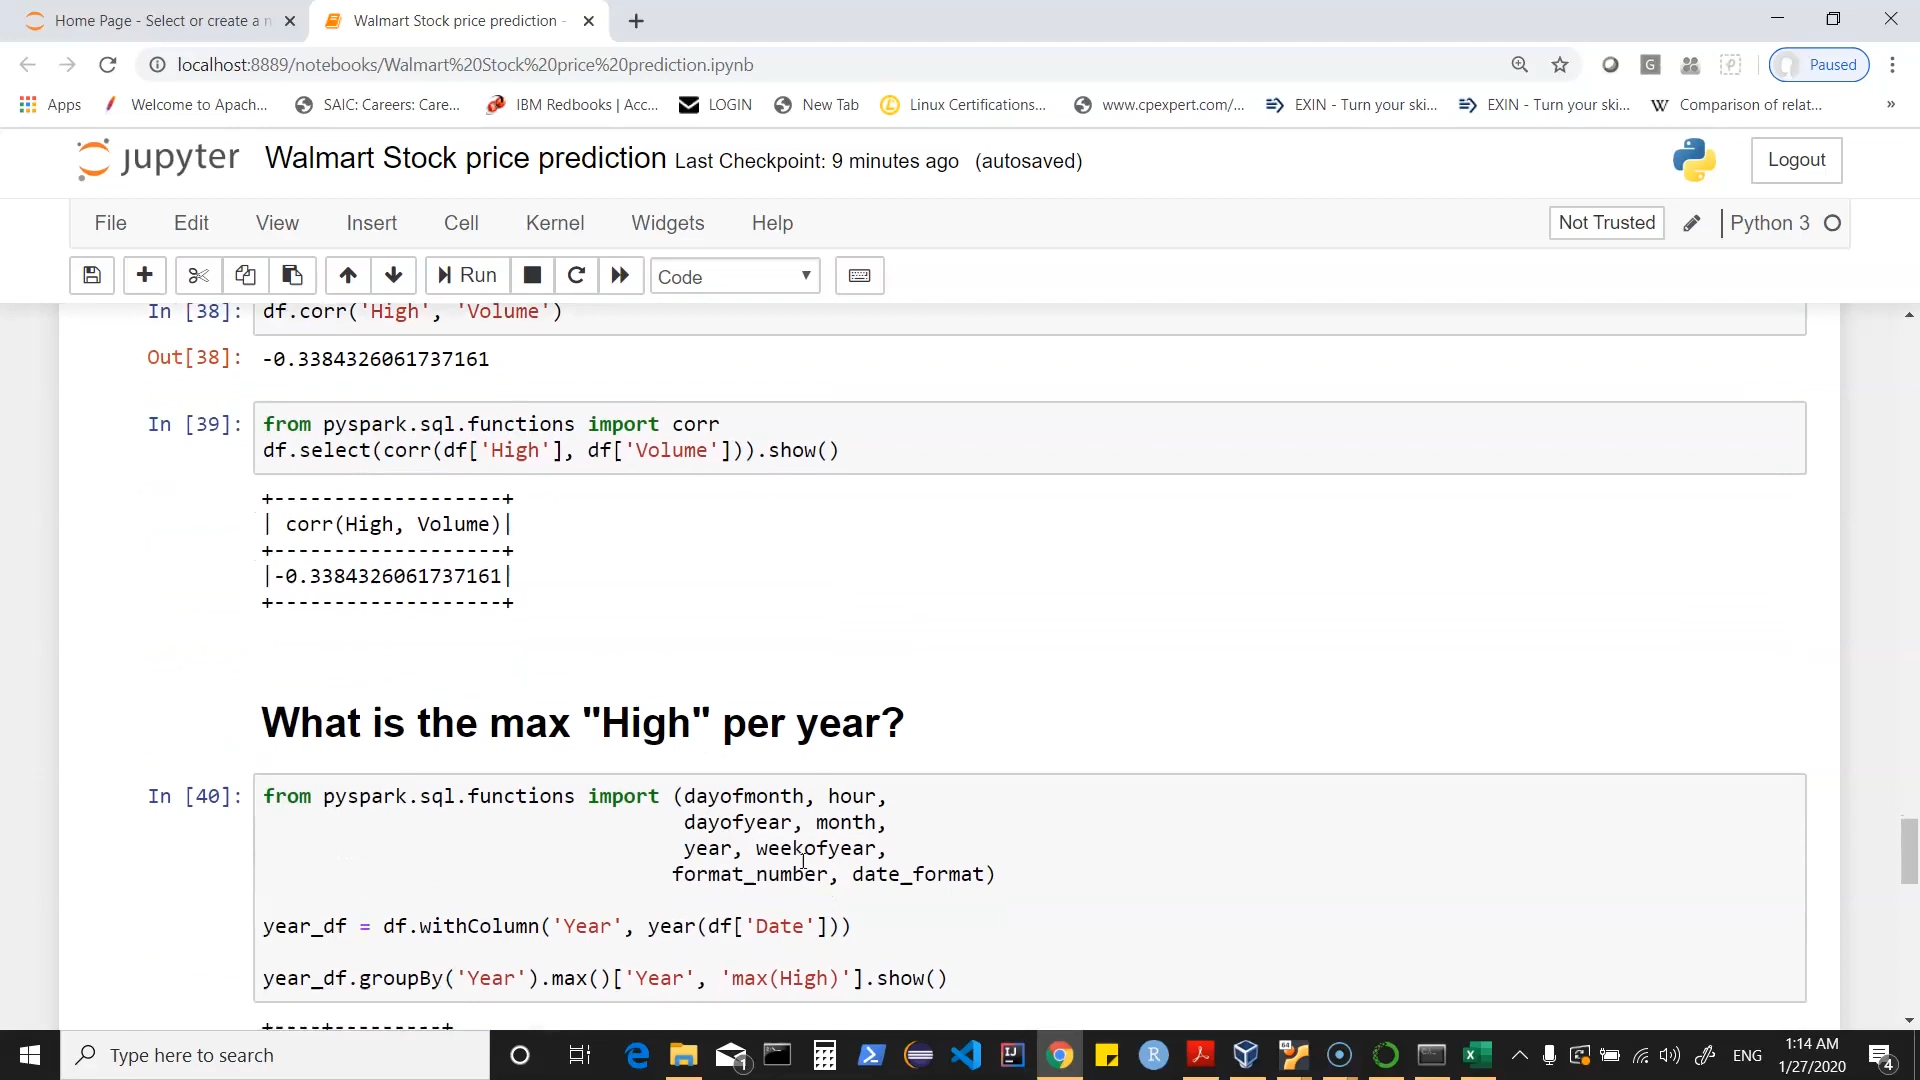 Home Page - Select or create a n
Walmart Stock price prediction -
localhost:8889/notebooks/Walmart%20Stock%20price%20prediction.ipynb
G
Paused
Apps
Welcome to Apach...
SAIC: Careers: Care...
IBM Redbooks | Acc...
LOGIN
New Tab
Linux Certifications...
www.cpexpert.com/...
EXIN - Turn your ski...
EXIN - Turn your ski...
W Comparison of relat...
»
jupyter Walmart Stock price prediction Last Checkpoint: 9 minutes ago (autosaved)
Logout
File Edit View Insert Cell Kernel Widgets Help
Not Trusted
Python 3
Run
Code
In [38]: df.corr('High', 'Volume')
Out[38]: -0.3384326061737161
In [39]: from pyspark.sql.functions import corr
df.select(corr(df['High'], df['Volume'])).show()
+-------------------+
| corr(High, Volume)|
+-------------------+
|-0.3384326061737161|
+-------------------+
What is the max "High" per year?
In [40]: from pyspark.sql.functions import (dayofmonth, hour,
dayofyear, month,
year, weekofyear,
format_number, date_format)
year_df = df.withColumn('Year', year(df['Date']))
year_df.groupBy('Year').max()['Year', 'max(High)'].show()
+----+---------+
Type here to search
1
R
64
ENG
1:14 AM
1/27/2020
4